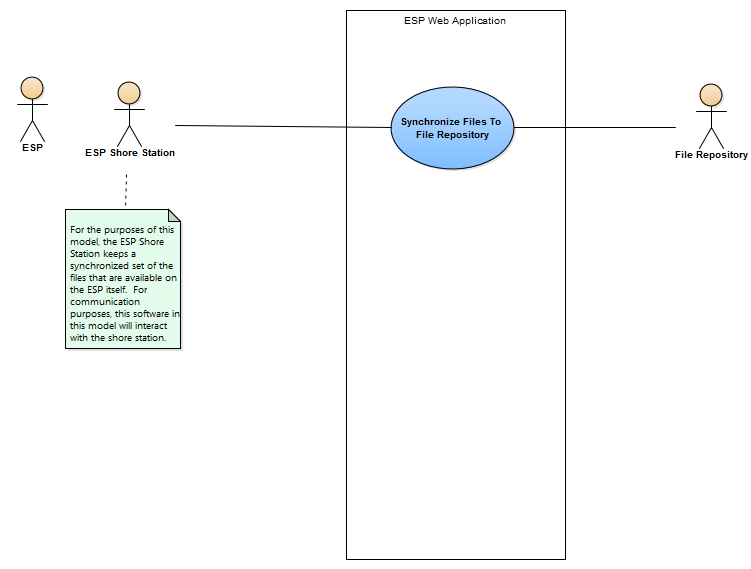 ESP Web Application
Synchronize Files To
File Repository
ESP
ESP Shore Station
File Repository
For the purposes of this
model, the ESP Shore
Station keeps a
synchronized set of the
files that are available on
the ESP itself.  For
communication
purposes, this software in
this model will interact
with the shore station.